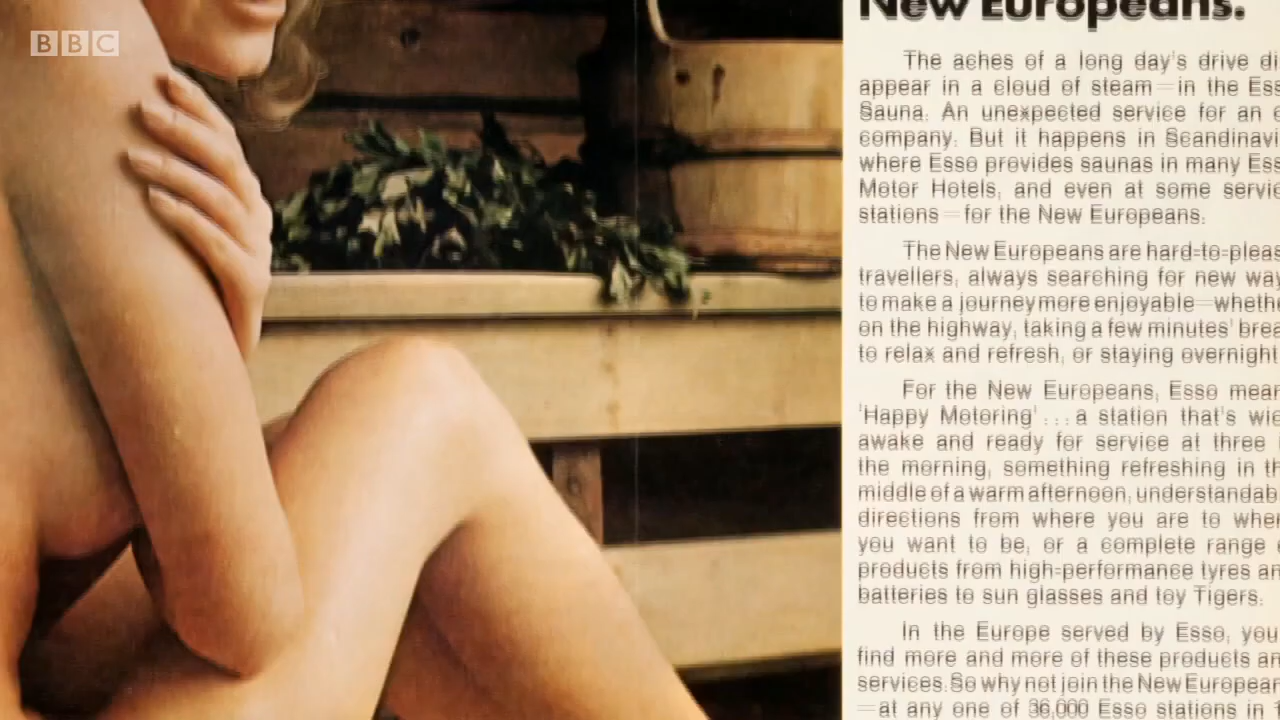 BBC
New Europeans.
The aches of a long day's drive di
appear in a cloud of steam—in the Ess
Sauna. An unexpected service for an
company. But it happens in Scandinavi
where Esso provides saunas in many Ess
Motor Hotels, and even at some servic
stations—for the New Europeans.
The New Europeans are hard-to-pleas
travellers, always searching for new way
to make a journey more enjoyable—wheth
on the highway, taking a few minutes' brea
to relax and refresh, or staying overnight
For the New Europeans, Esso mean
'Happy Motoring'...a station that's wid
awake and ready for service at three
the morning, something refreshing in th
middle of a warm afternoon, understandab
directions from where you are to wher
you want to be, or a complete range
products from high-performance tyres an
batteries to sun glasses and toy Tigers.
In the Europe served by Esso, you
find more and more of these products an
services. So why not join the New European
—at any one of 36,000 Esso stations in 1